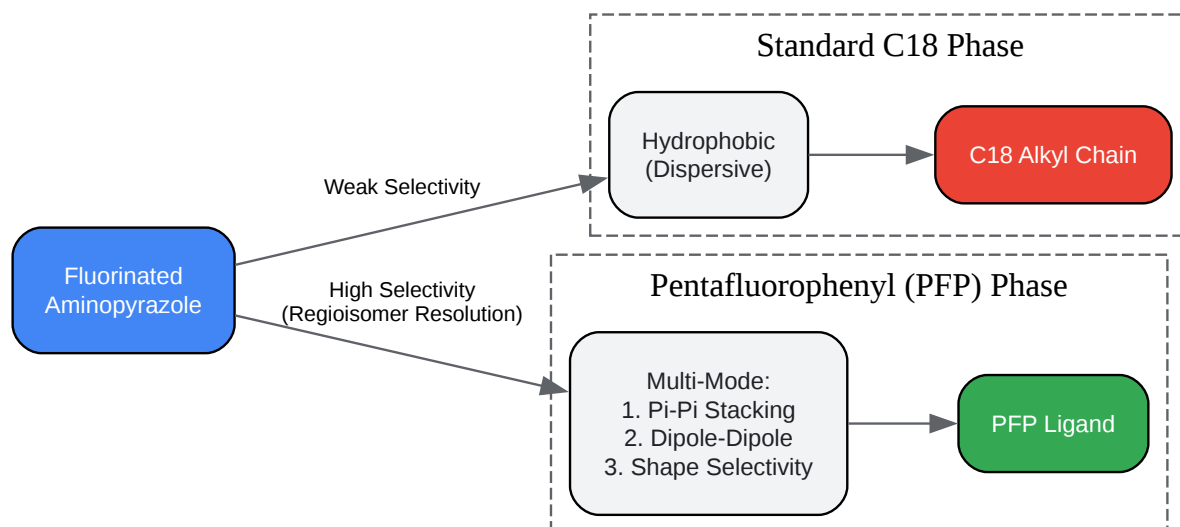 Standard C18 Phase
Hydrophobic
(Dispersive)
C18 Alkyl Chain
Weak Selectivity
Fluorinated
Aminopyrazole
High Selectivity
(Regioisomer Resolution)
Pentafluorophenyl (PFP) Phase
Multi-Mode:
1. Pi-Pi Stacking
2. Dipole-Dipole
3. Shape Selectivity
PFP Ligand